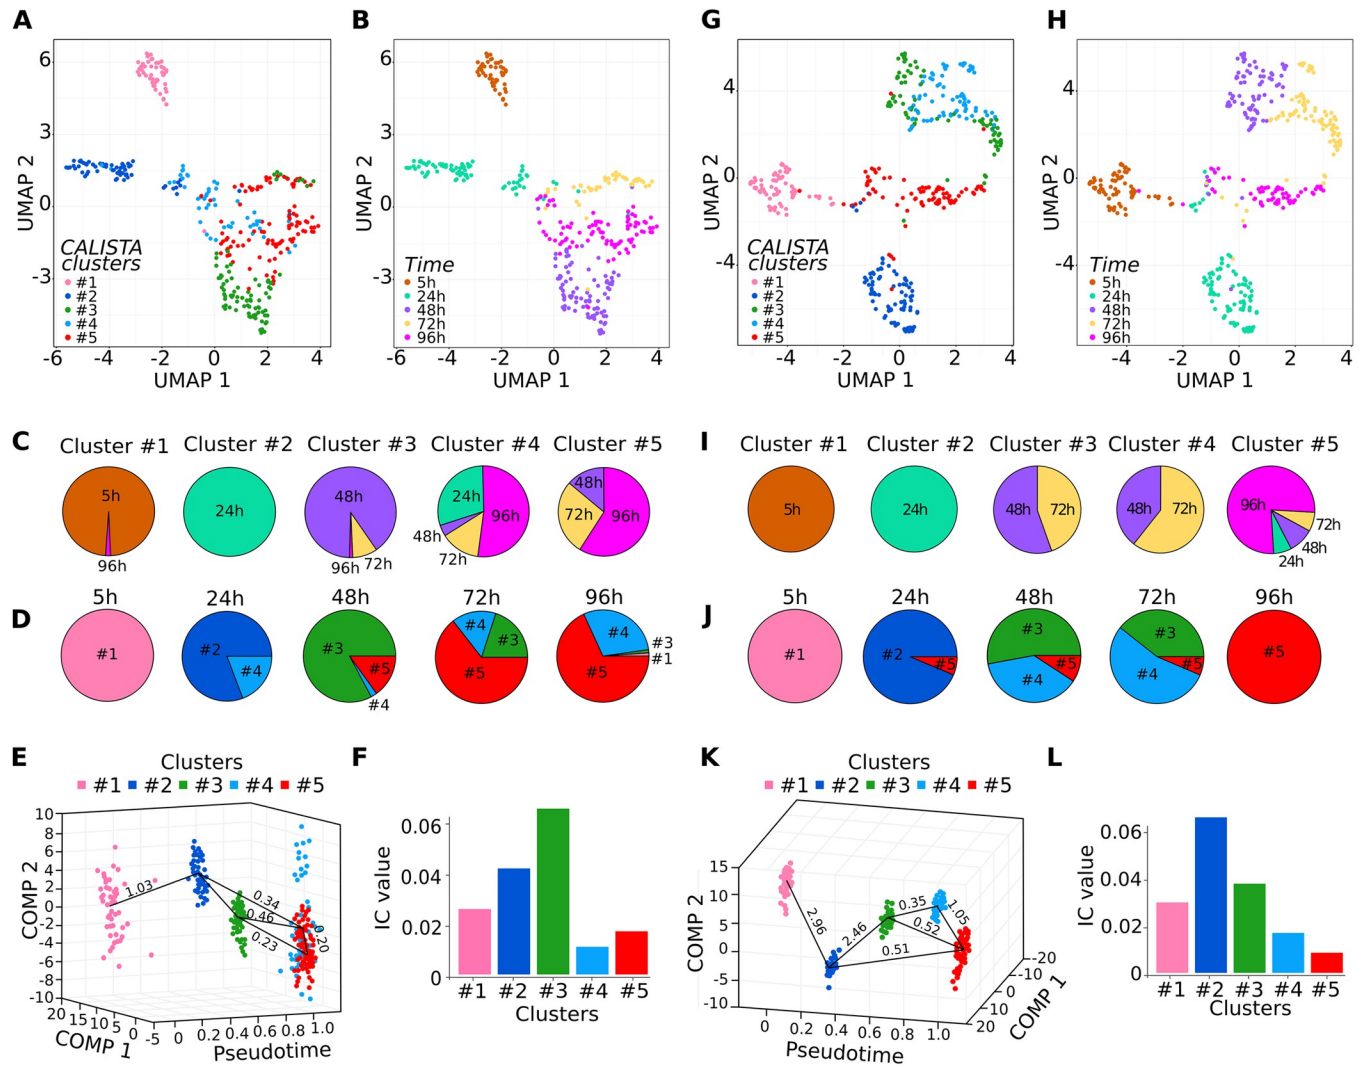 A
B
G
H
6
3
0
-3
UMAP 2
CALISTA
clusters
#1
#2
#3
#4
#5
-6 -4 -2 0 2 4
UMAP 1
6
3
0
-3
UMAP 2
Time
5h
24h
48h
72h
96h
-6 -4 -2 0 2 4
UMAP 1
4
0
-4
UMAP 2
CALISTA
clusters
#1
#2
#3
#4
#5
-4 -2 0 2 4
UMAP 1
4
0
-4
UMAP 2
Time
5h
24h
48h
72h
96h
-4 -2 0 2 4
UMAP 1
C
Cluster #1 Cluster #2 Cluster #3 Cluster #4 Cluster #5
5h
96h
24h
48h
96h
72h
24h
48h
72h
96h
48h
72h
96h
D
5h 24h 48h 72h 96h
#1
#2
#4
#3
#5
#4
#4
#3
#5
#4
#3
#1
#5
I
Cluster #1 Cluster #2 Cluster #3 Cluster #4 Cluster #5
5h
24h
48h
72h
48h
72h
96h
72h
48h
24h
J
5h 24h 48h 72h 96h
#1
#2
#5
#3
#5
#4
#3
#5
#4
#5
E
Clusters
#1 #2 #3 #4 #5
10
8
6
4
2
0
-2
-4
-6
-8
-10
COMP 2
1.03
0.34
0.46
0.23
0.20
20 15 10 5 0 -5
COMP 1
0 0.2 0.4 0.6 0.8 1.0
Pseudotime
F
0.06
0.04
0.02
0
IC value
#1 #2 #3 #4 #5
Clusters
K
Clusters
#1 #2 #3 #4 #5
15
10
5
0
-5
-10
COMP 2
2.96
2.46
0.35
1.05
0.52
0.51
0 0.2 0.4 0.6 0.8 1.0
Pseudotime
-20
-10
0
10
20
COMP 1
L
0.06
0.04
0.02
0
IC value
#1 #2 #3 #4 #5
Clusters